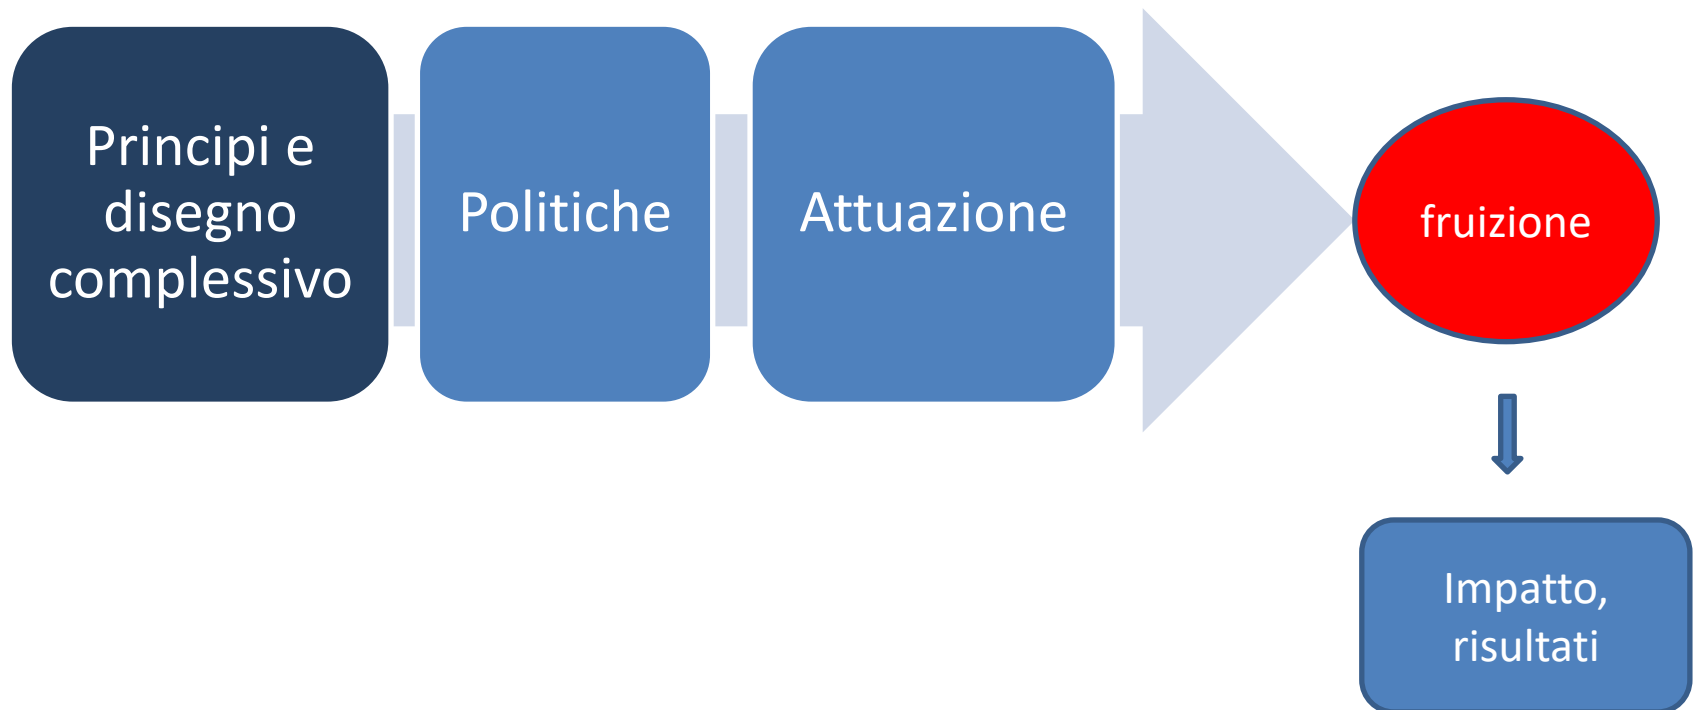 Principi e
disegno
complessivo
Politiche
Attuazione
fruizione
Impatto,
risultati